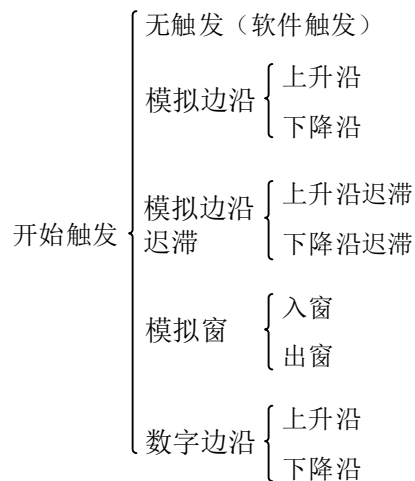 无触发（软件触发）
模拟边沿
上升沿
下降沿
开始触发
模拟边沿
迟滞
上升沿迟滞
下降沿迟滞
模拟窗
入窗
出窗
数字边沿
上升沿
下降沿